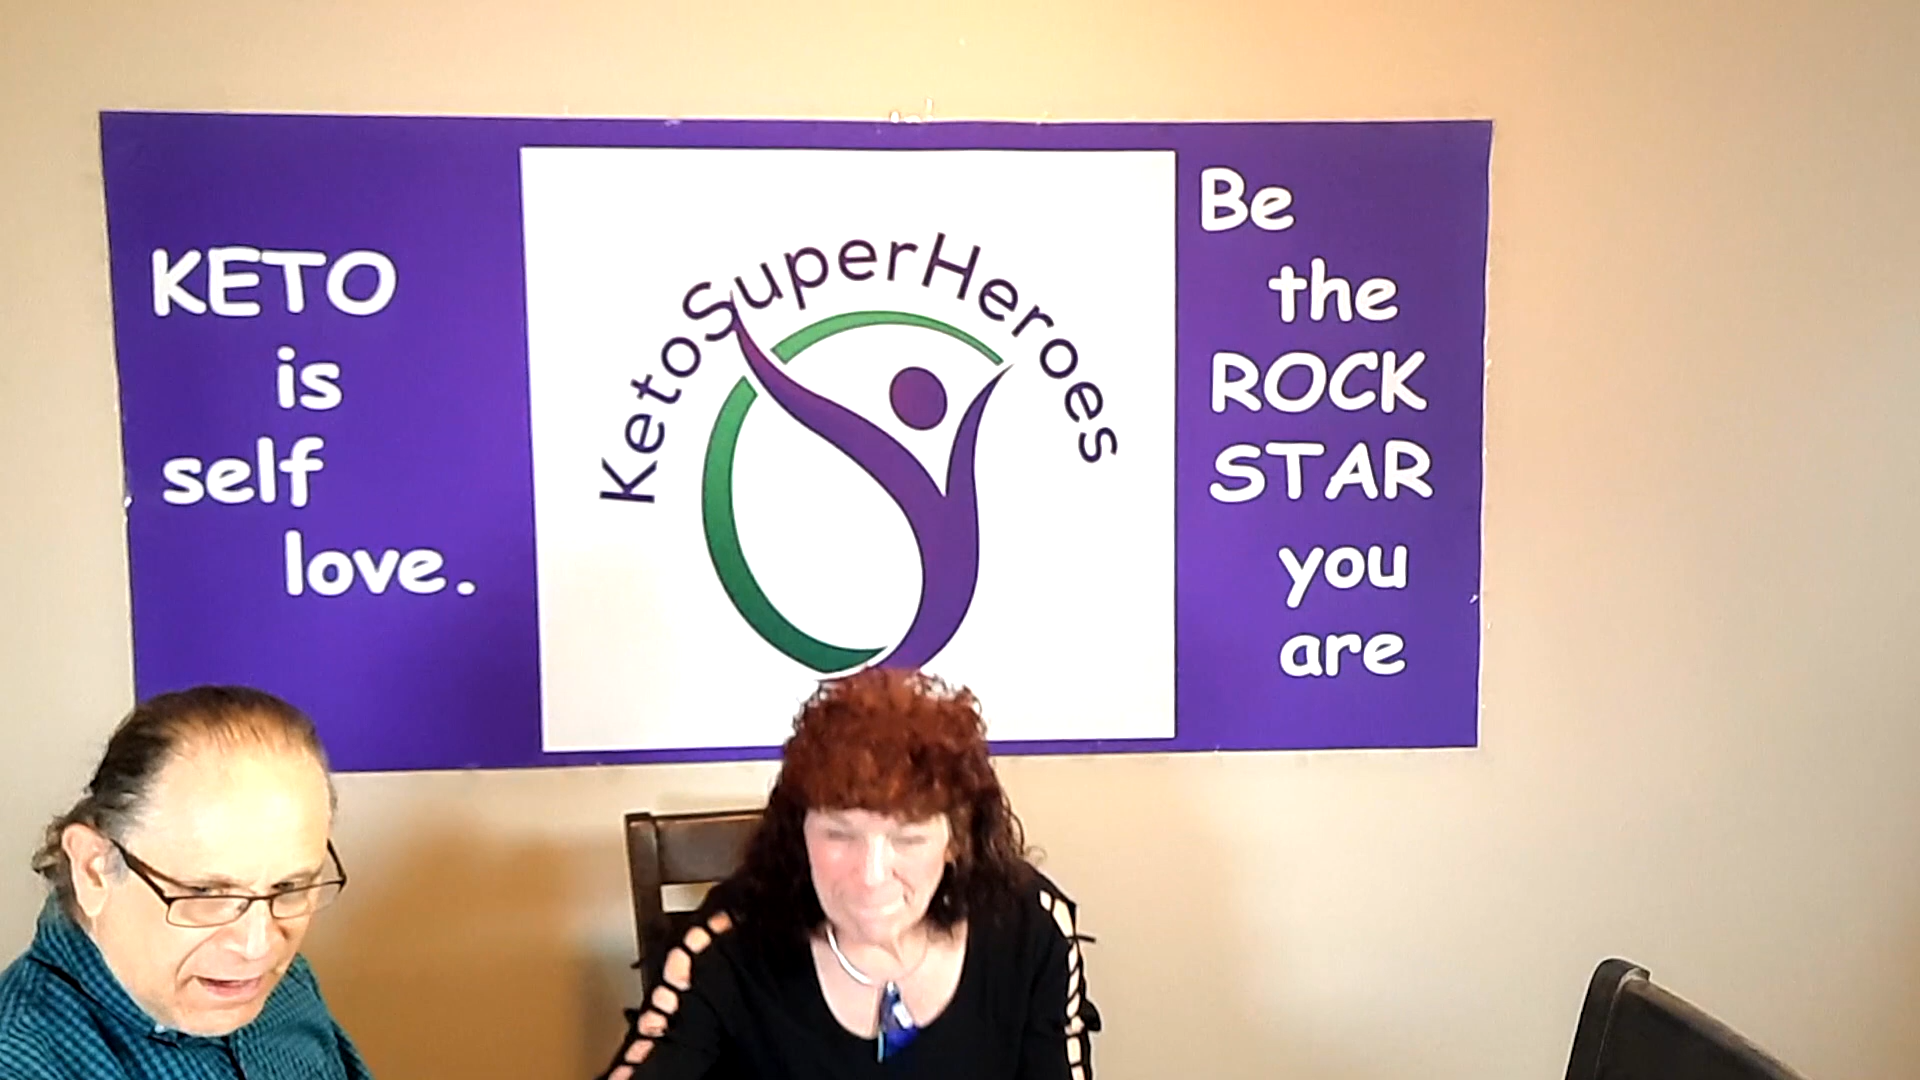 KETO
is
self
love.
KetoSuperHeroes
Be
the
ROCK
STAR
you
are